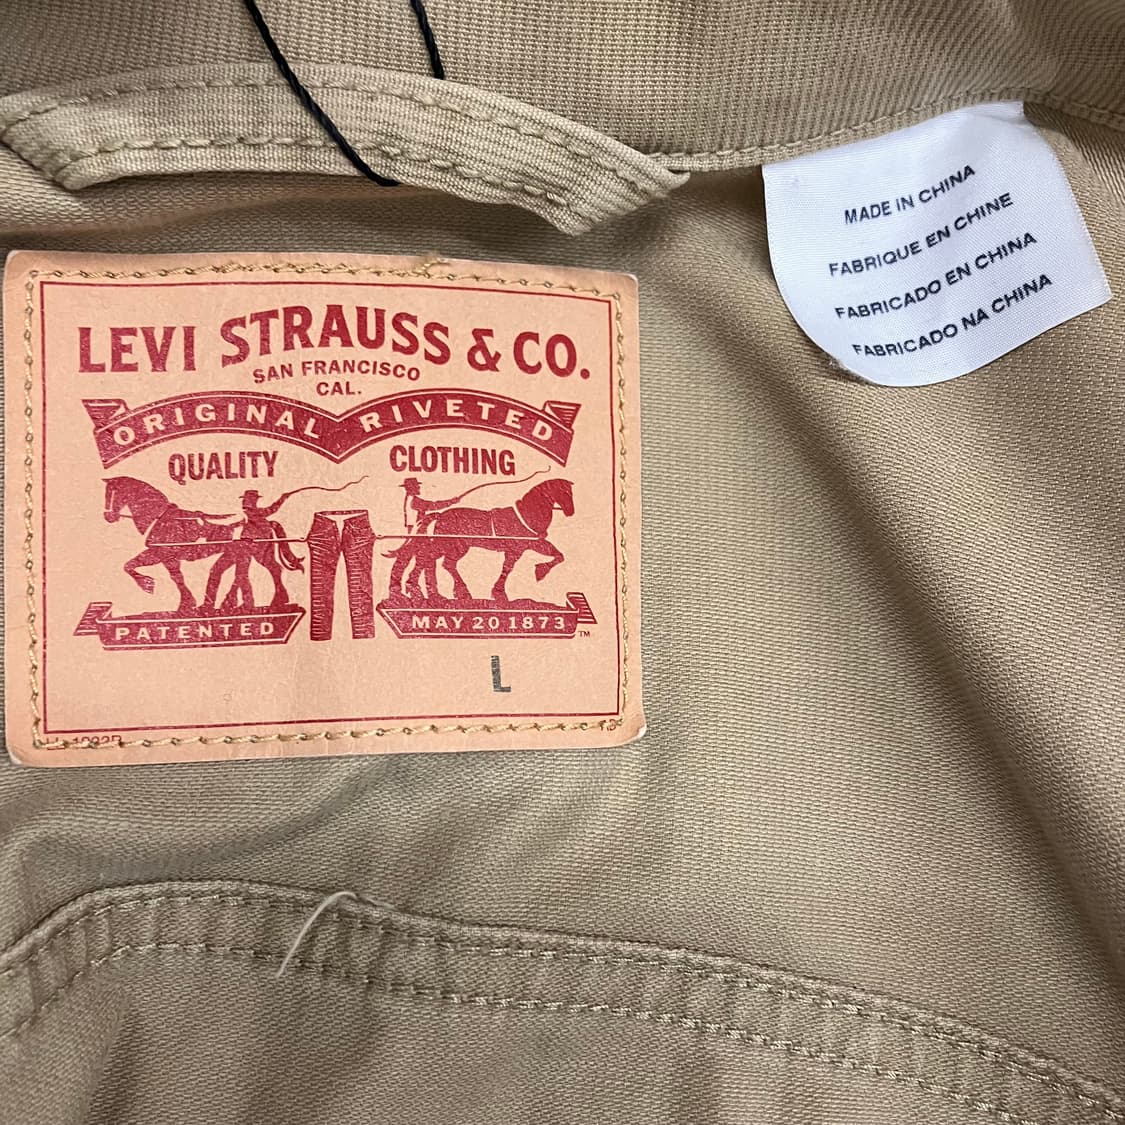 LEVI STRAUSS & CO.
SAN FRANCISCO
CAL.
ORIGINAL RIVETED
QUALITY CLOTHING
PATENTED MAY 20 1873 ™
L
MADE IN CHINA
FABRIQUE EN CHINE
FABRICADO EN CHINA
FABRICADO NA CHINA